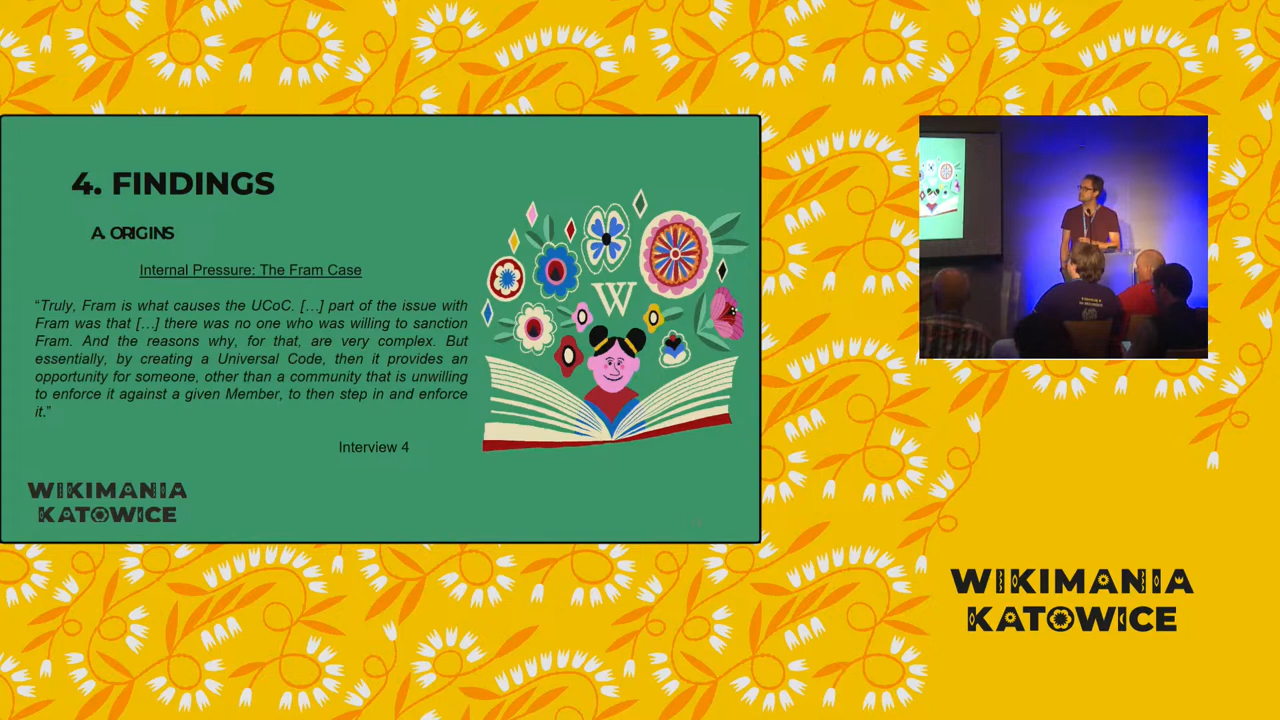 4. FINDINGS
A. ORIGINS
Internal Pressure: The Fram Case
“Truly, Fram is what causes the UCoC. […] part of the issue with
Fram was that […] there was no one who was willing to sanction
Fram. And the reasons why, for that, are very complex. But
essentially, by creating a Universal Code, then it provides an
opportunity for someone, other than a community that is unwilling
to enforce it against a given Member, to then step in and enforce
it.”
Interview 4
W
WIKIMANIA
KATOWICE
WIKIMANIA
KATOWICE